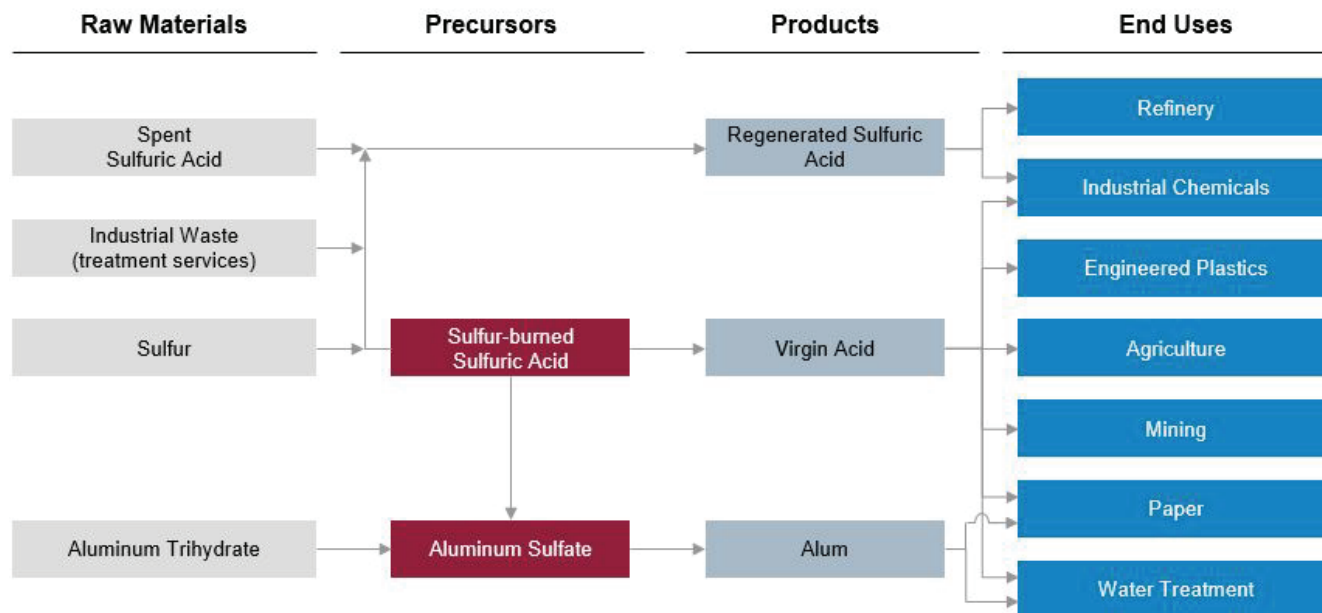 Raw Materials
Precursors
Products
End Uses
Spent
Sulfuric Acid
Industrial Waste
(treatment services)
Sulfur
Aluminum Trihydrate
Sulfur-burned
Sulfuric Acid
Aluminum Sulfate
Regenerated Sulfuric
Acid
Virgin Acid
Alum
Refinery
Industrial Chemicals
Engineered Plastics
Agriculture
Mining
Paper
Water Treatment